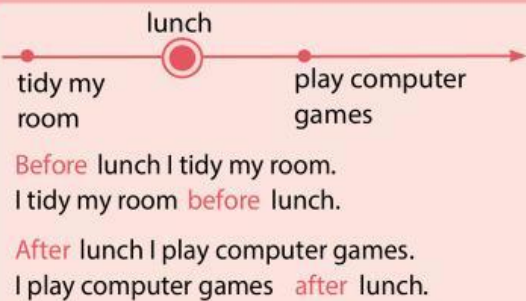 lunch
tidy my
room
play computer
games
Before lunch I tidy my room.
I tidy my room before lunch.
After lunch I play computer games.
I play computer games after lunch.